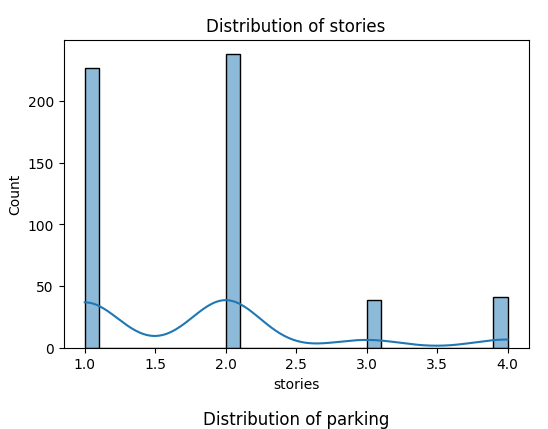 Distribution of stories
Count
200
150
100
50
0
1.0 1.5 2.0 2.5 3.0 3.5 4.0
stories
Distribution of parking